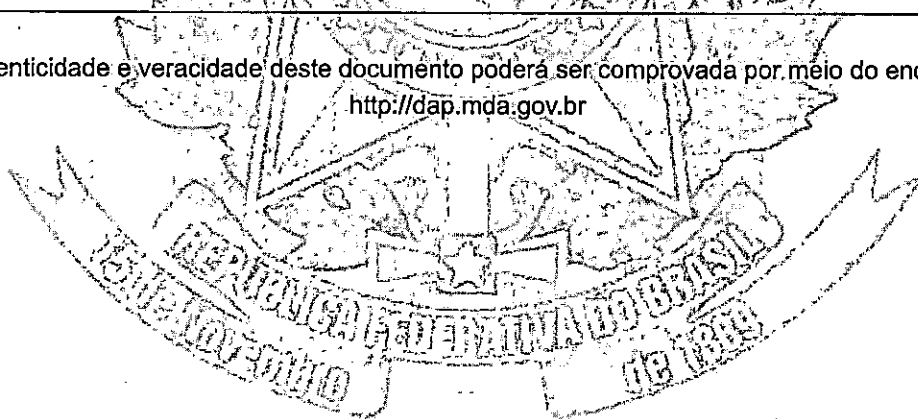 enticidade e veracidade deste documento poderá ser comprovada por meio do end
http://dap.mda.gov.br
REPÚBLICA FEDERATIVA DO BRASIL
15 DE NOVEMBRO
de 1889